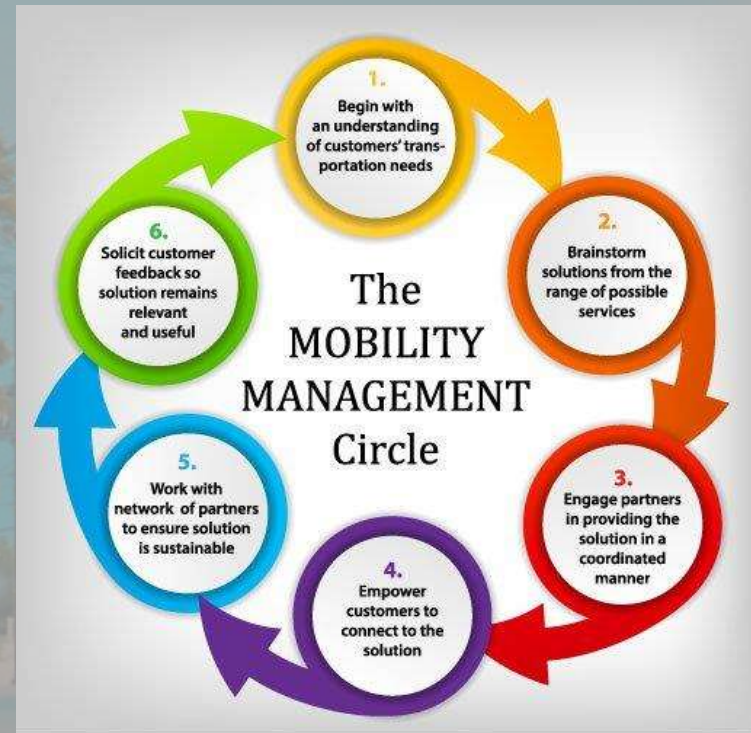 1.
Begin with
an understanding
of customers' trans-
portation needs
2.
Brainstorm
solutions from the
range of possible
services
3.
Engage partners
in providing the
solution in a
coordinated
manner
4.
Empower
customers to
connect to the
solution
5.
Work with
network of partners
to ensure solution
is sustainable
6.
Solicit customer
feedback so
solution remains
relevant
and useful
The
MOBILITY
MANAGEMENT
Circle